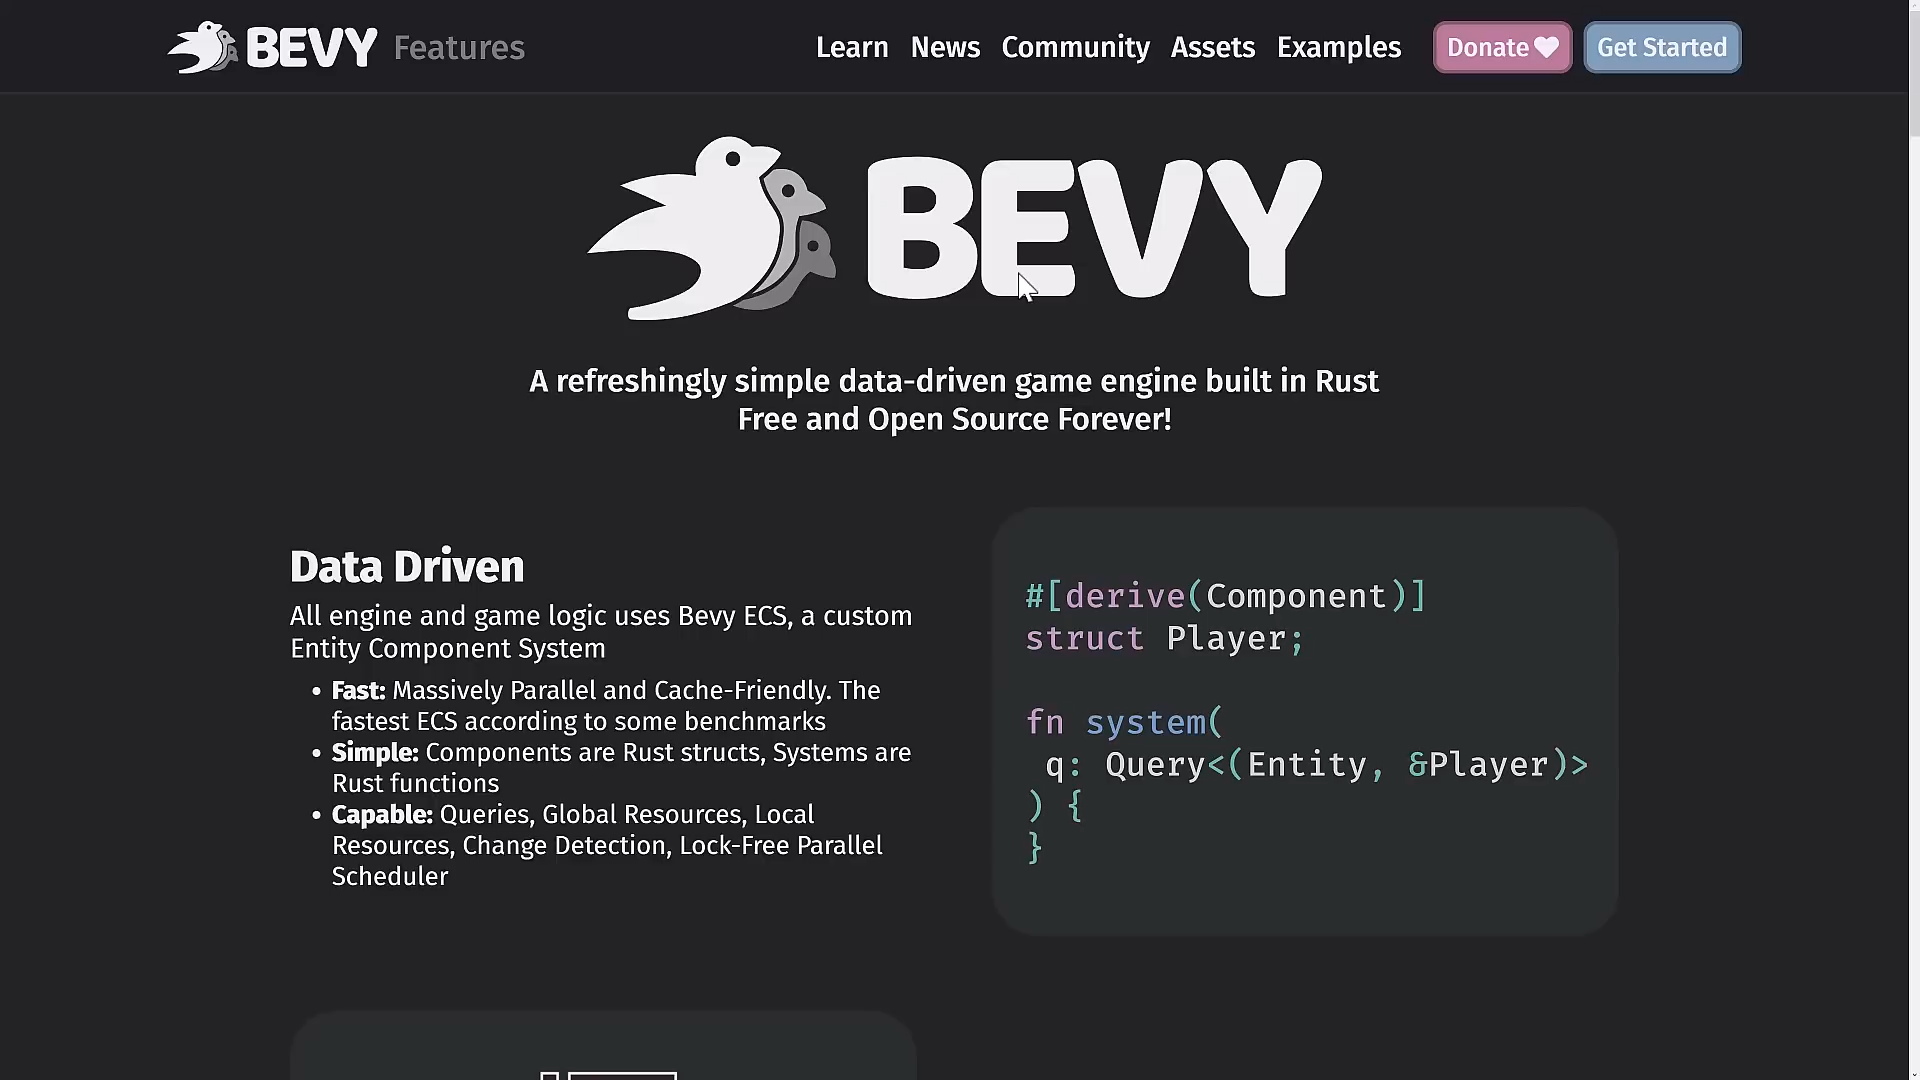 BEVY Features
Learn News Community Assets Examples Donate Get Started
BEVY
A refreshingly simple data-driven game engine built in Rust
Free and Open Source Forever!
Data Driven
All engine and game logic uses Bevy ECS, a custom
Entity Component System
• Fast: Massively Parallel and Cache-Friendly. The
fastest ECS according to some benchmarks
• Simple: Components are Rust structs, Systems are
Rust functions
• Capable: Queries, Global Resources, Local
Resources, Change Detection, Lock-Free Parallel
Scheduler
#[derive(Component)]
struct Player;
fn system(
q: Query<(Entity, &Player)>
) {
}